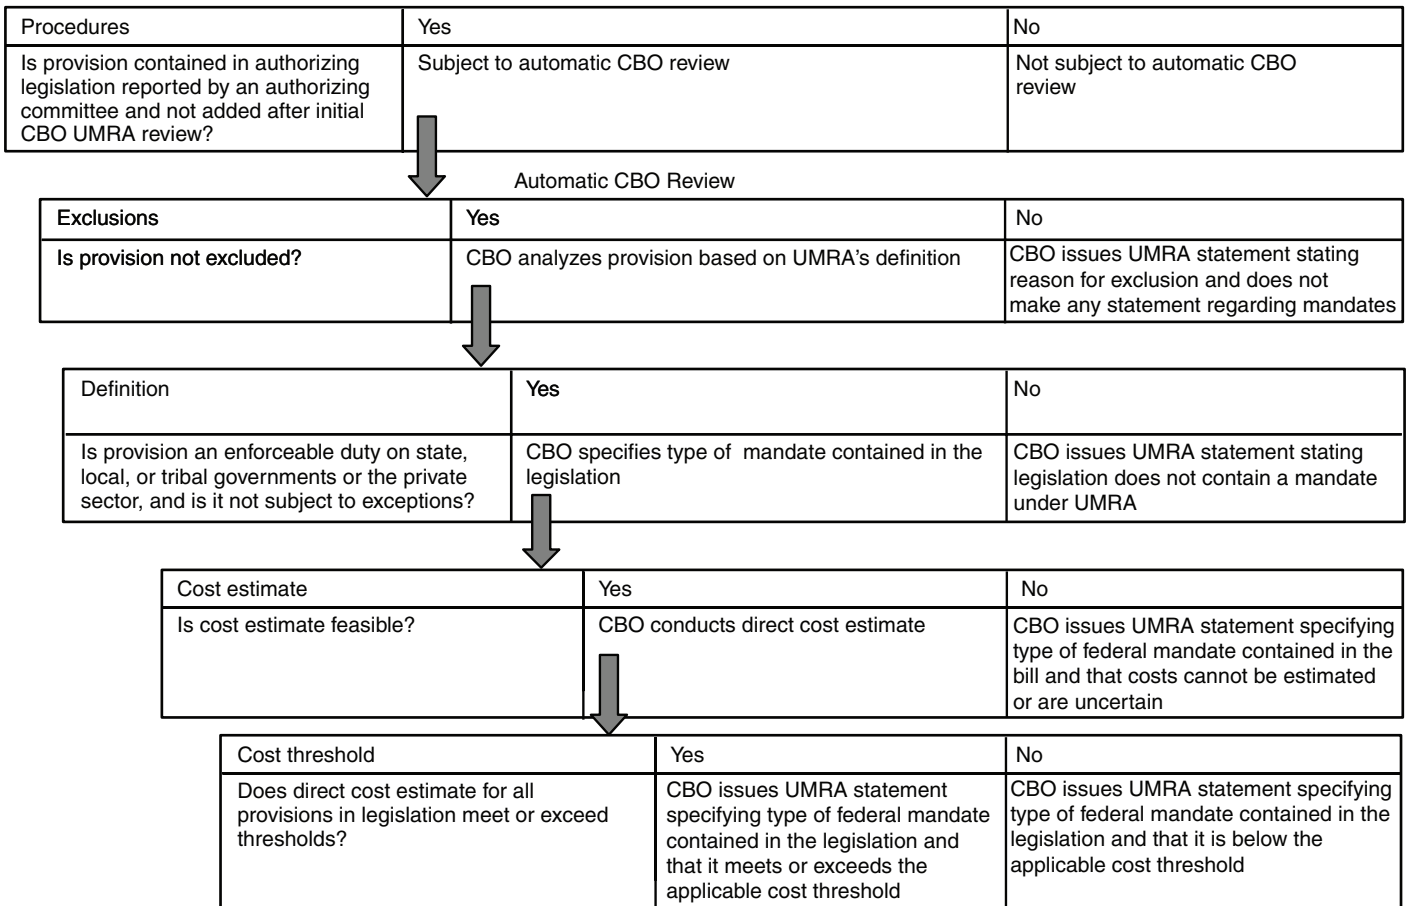 Procedures
Yes
No
Is provision contained in authorizing
legislation reported by an authorizing
committee and not added after initial
CBO UMRA review?
Subject to automatic CBO review
Not subject to automatic CBO
review
Automatic CBO Review
Exclusions
Yes
No
Is provision not excluded?
CBO analyzes provision based on UMRA's definition
CBO issues UMRA statement stating
reason for exclusion and does not
make any statement regarding mandates
Definition
Yes
No
Is provision an enforceable duty on state,
local, or tribal governments or the private
sector, and is it not subject to exceptions?
CBO specifies type of mandate contained in the
legislation
CBO issues UMRA statement stating
legislation does not contain a mandate
under UMRA
Cost estimate
Yes
No
Is cost estimate feasible?
CBO conducts direct cost estimate
CBO issues UMRA statement specifying
type of federal mandate contained in the
bill and that costs cannot be estimated
or are uncertain
Cost threshold
Yes
No
Does direct cost estimate for all
provisions in legislation meet or exceed
thresholds?
CBO issues UMRA statement
specifying type of federal mandate
contained in the legislation and
that it meets or exceeds the
applicable cost threshold
CBO issues UMRA statement specifying
type of federal mandate contained in the
legislation and that it is below the
applicable cost threshold